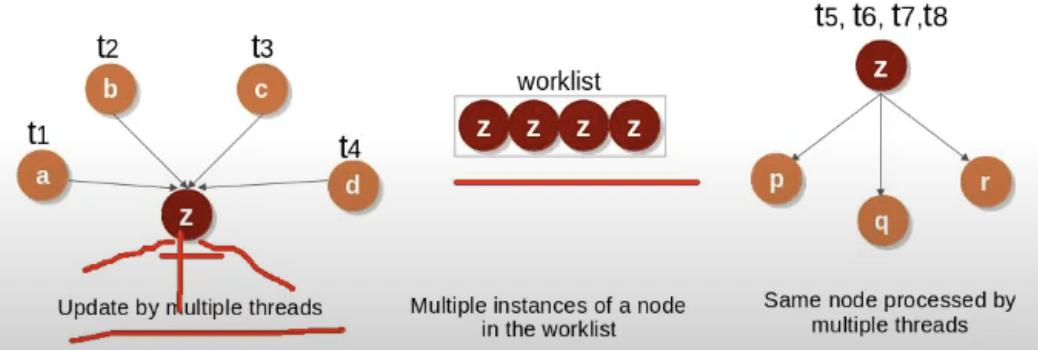 t2
t3
b
c
t1
t4
a
d
z
Update by multiple threads
worklist
z z z z
Multiple instances of a node
in the worklist
t5, t6, t7,t8
z
p
r
q
Same node processed by
multiple threads